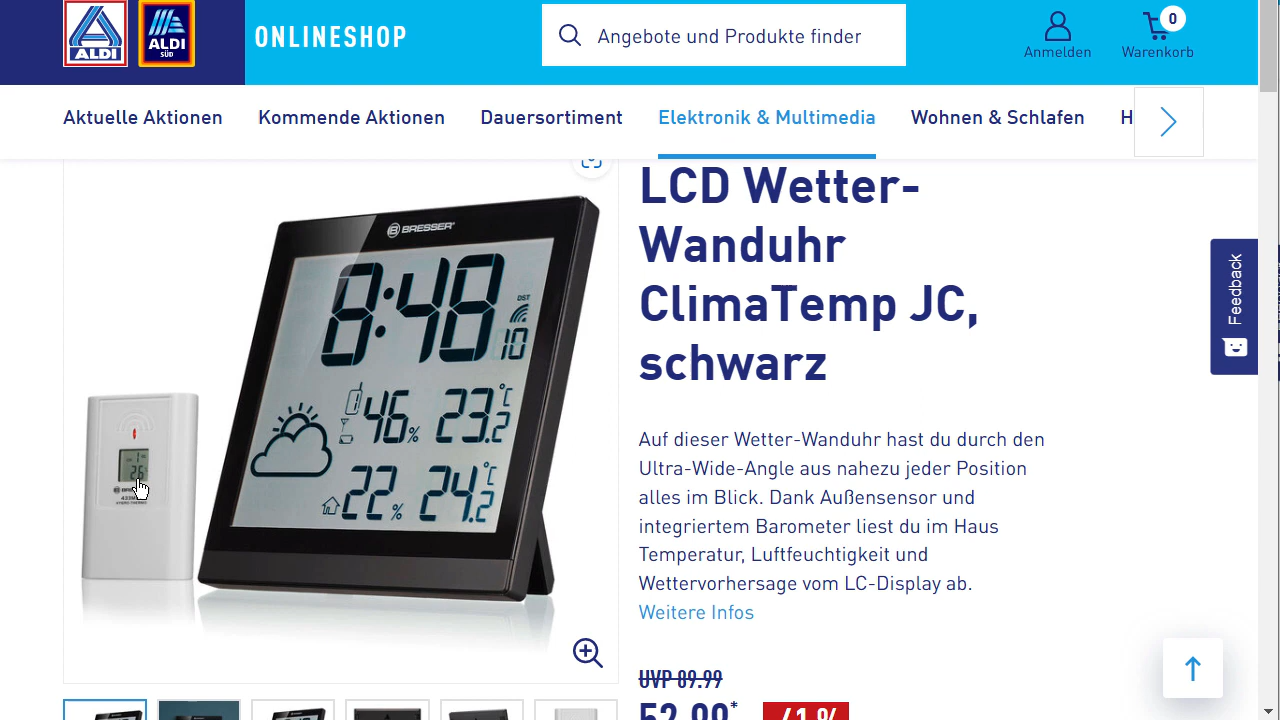 ALDI
ALDI
SÜD
ONLINESHOP
Angebote und Produkte finder
Anmelden
0
Warenkorb
Aktuelle Aktionen
Kommende Aktionen
Dauersortiment
Elektronik & Multimedia
Wohnen & Schlafen
H
BRESSER
8:48
DST
10
46%
23.2°C
22%
24.2°C
LCD Wetter-
Wanduhr
ClimaTemp JC,
schwarz
Auf dieser Wetter-Wanduhr hast du durch den
Ultra-Wide-Angle aus nahezu jeder Position
alles im Blick. Dank Außensensor und
integriertem Barometer liest du im Haus
Temperatur, Luftfeuchtigkeit und
Wettervorhersage vom LC-Display ab.
Weitere Infos
UVP 89.99
52.99*
Feedback